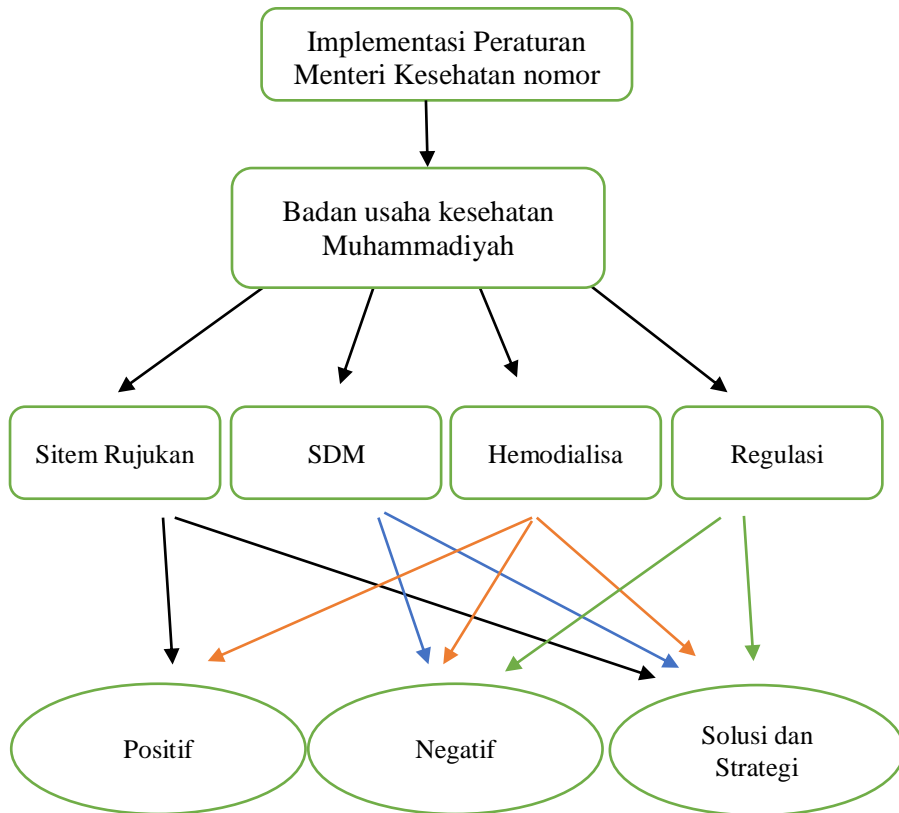 Implementasi Peraturan
Menteri Kesehatan nomor
Badan usaha kesehatan
Muhammadiyah
Sitem Rujukan
SDM
Hemodialisa
Regulasi
Positif
Negatif
Solusi dan
Strategi